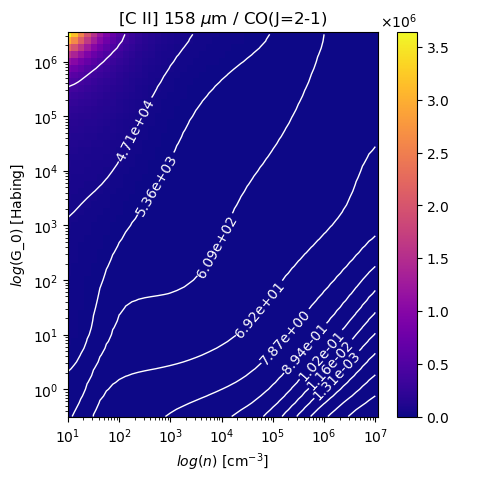 [C II] 158 μm / CO(J=2-1)
×10⁶
log(G_0) [Habing]
10⁶
10⁵
10⁴
10³
10²
10¹
10⁰
4.71e+04
5.36e+03
6.09e+02
6.92e+01
7.87e+00
8.94e-01
1.02e-01
1.16e-02
1.31e-03
3.5
3.0
2.5
2.0
1.5
1.0
0.5
0.0
10¹ 10² 10³ 10⁴ 10⁵ 10⁶ 10⁷
log(n) [cm⁻³]